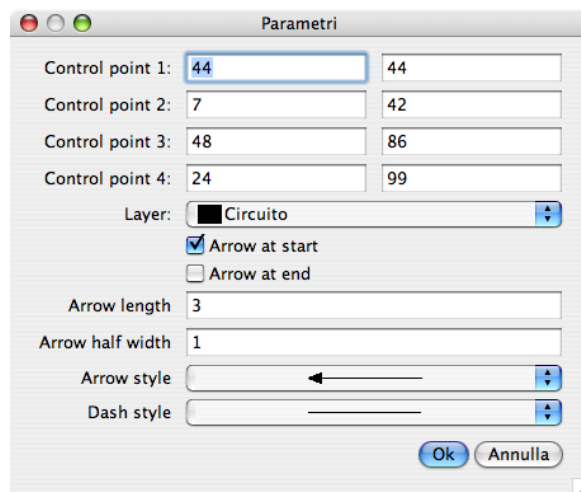 Parametri
Control point 1: 44 44
Control point 2: 7 42
Control point 3: 48 86
Control point 4: 24 99
Layer: Circuito
Arrow at start
Arrow at end
Arrow length 3
Arrow half width 1
Arrow style
Dash style
Ok Annulla